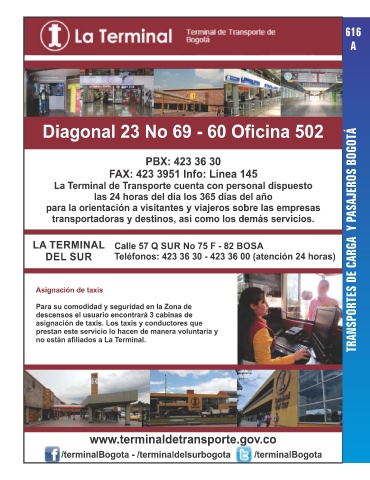 La Terminal
Terminal de Transporte de
Bogotá
616
A
TRANSPORTES DE CARGA Y PASAJEROS BOGOTÁ
Diagonal 23 No 69 - 60 Oficina 502
PBX: 423 36 30
FAX: 423 3951 Info: Línea 145
La Terminal de Transporte cuenta con personal dispuesto
las 24 horas del día los 365 días del año
para la orientación a visitantes y viajeros sobre las empresas
transportadoras y destinos, así como los demás servicios.
LA TERMINAL
DEL SUR
Calle 57 Q SUR No 75 F - 82 BOSA
Teléfonos: 423 36 30 - 423 36 00 (atención 24 horas)
Asignación de taxis
Para su comodidad y seguridad en la Zona de
descensos el usuario encontrará 3 cabinas de
asignación de taxis. Los taxis y conductores que
prestan este servicio lo hacen de manera voluntaria y
no están afiliados a La Terminal.
www.terminaldetransporte.gov.co
/terminalBogota - /terminaldelsurbogota /terminalBogota